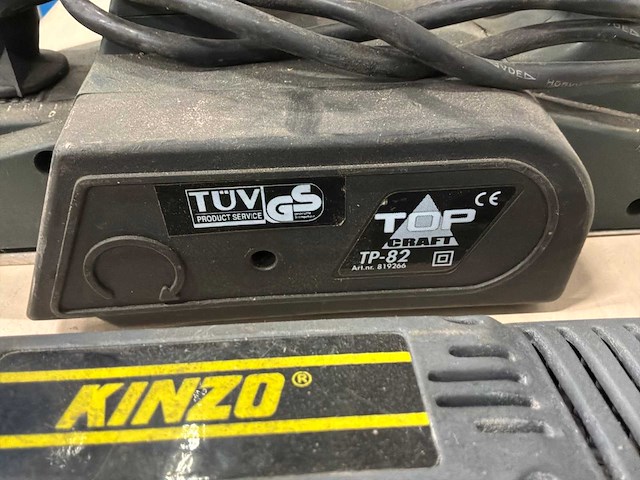 TÜV
PRODUCT SERVICE
GS
TOP
CRAFT
CE
TP-82
Art.nr. 819266
KINZO®